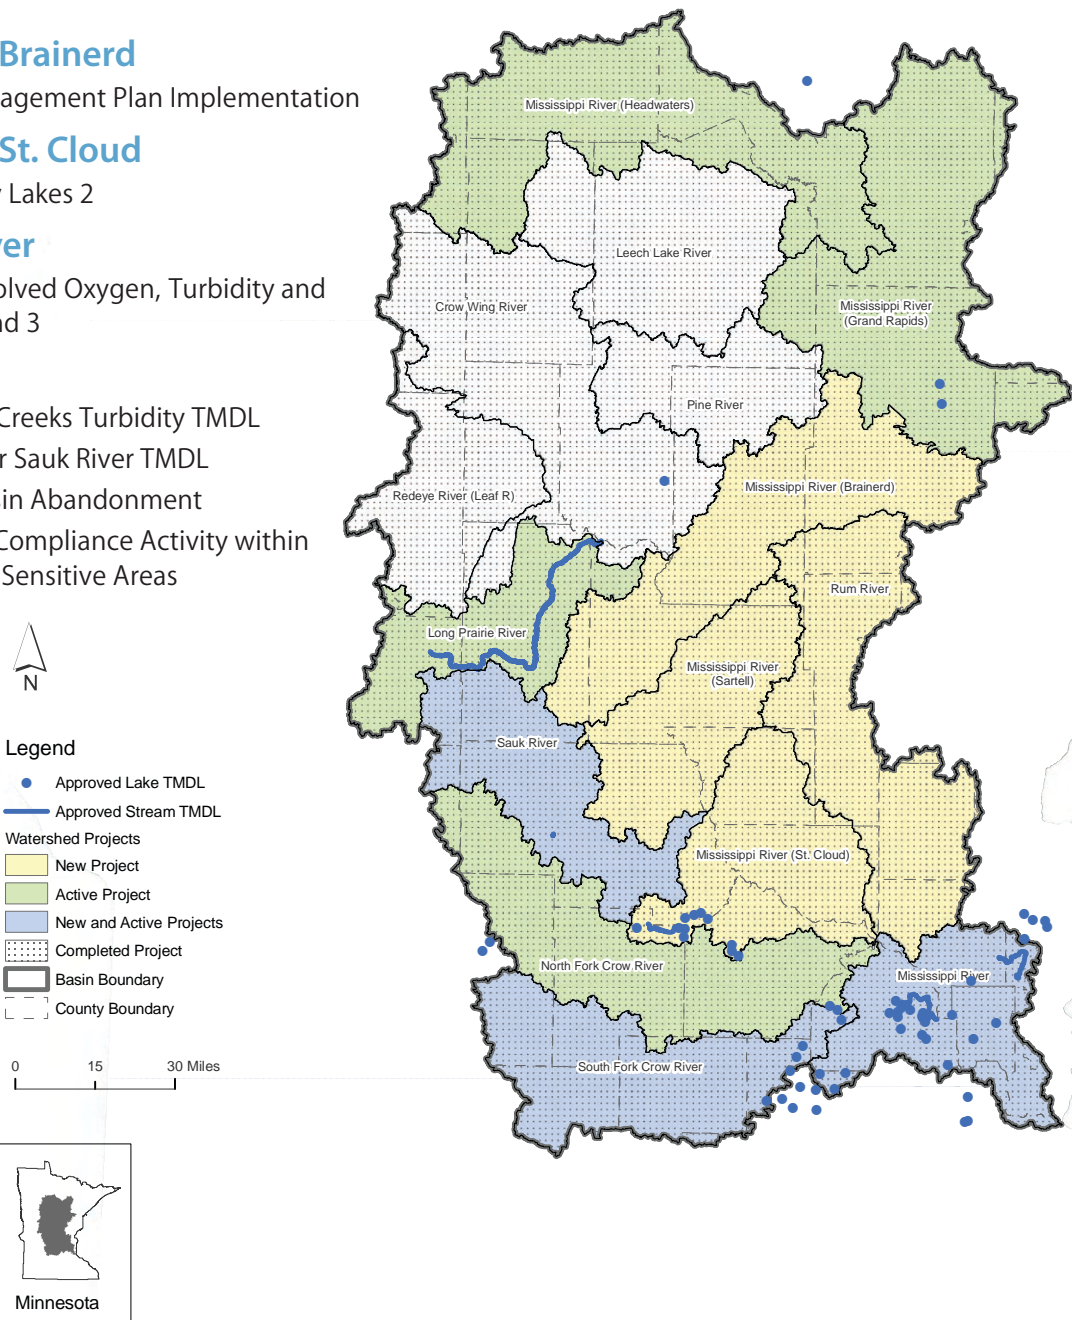 Brainerd
agement Plan Implementation
St. Cloud
Lakes 2
er
olved Oxygen, Turbidity and
nd 3
Creeks Turbidity TMDL
r Sauk River TMDL
sin Abandonment
Compliance Activity within
Sensitive Areas
N
Legend
Approved Lake TMDL
Approved Stream TMDL
Watershed Projects
New Project
Active Project
New and Active Projects
Completed Project
Basin Boundary
County Boundary
0 15 30 Miles
Minnesota
Mississippi River (Headwaters)
Leech Lake River
Crow Wing River
Mississippi River
(Grand Rapids)
Pine River
Redeye River (Leaf R)
Mississippi River (Brainerd)
Rum River
Long Prairie River
Mississippi River
(Sartell)
Sauk River
Mississippi River (St. Cloud)
North Fork Crow River
Mississippi River
South Fork Crow River